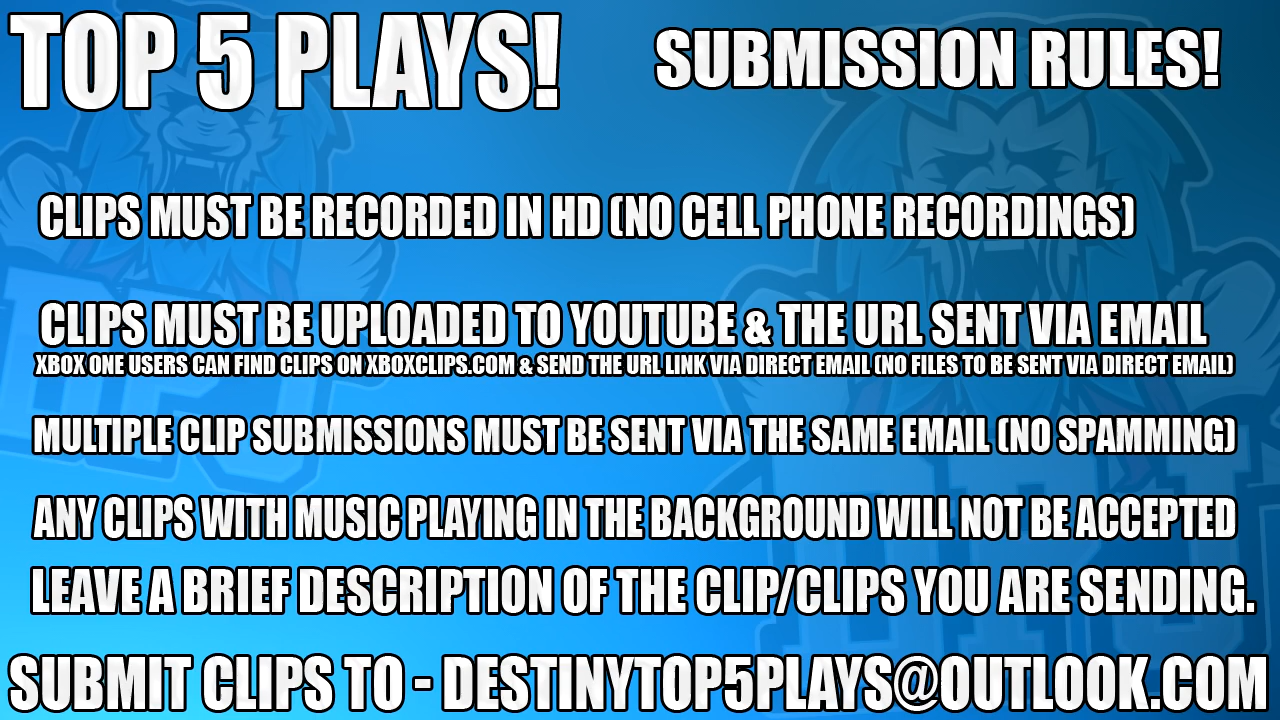 TOP 5 PLAYS!
SUBMISSION RULES!
CLIPS MUST BE RECORDED IN HD (NO CELL PHONE RECORDINGS)
CLIPS MUST BE UPLOADED TO YOUTUBE & THE URL SENT VIA EMAIL
XBOX ONE USERS CAN FIND CLIPS ON XBOXCLIPS.COM & SEND THE URL LINK VIA DIRECT EMAIL (NO FILES TO BE SENT VIA DIRECT EMAIL)
MULTIPLE CLIP SUBMISSIONS MUST BE SENT VIA THE SAME EMAIL (NO SPAMMING)
ANY CLIPS WITH MUSIC PLAYING IN THE BACKGROUND WILL NOT BE ACCEPTED
LEAVE A BRIEF DESCRIPTION OF THE CLIP/CLIPS YOU ARE SENDING.
SUBMIT CLIPS TO - DESTINYTOP5PLAYS@OUTLOOK.COM